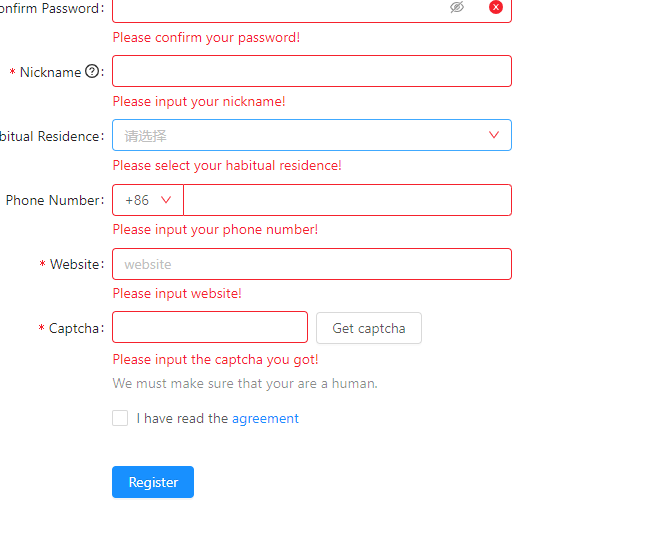 onfirm Password:
Please confirm your password!
* Nickname ?:
Please input your nickname!
bitual Residence: 请选择
Please select your habitual residence!
Phone Number: +86
Please input your phone number!
* Website: website
Please input website!
* Captcha: Get captcha
Please input the captcha you got!
We must make sure that your are a human.
I have read the agreement
Register